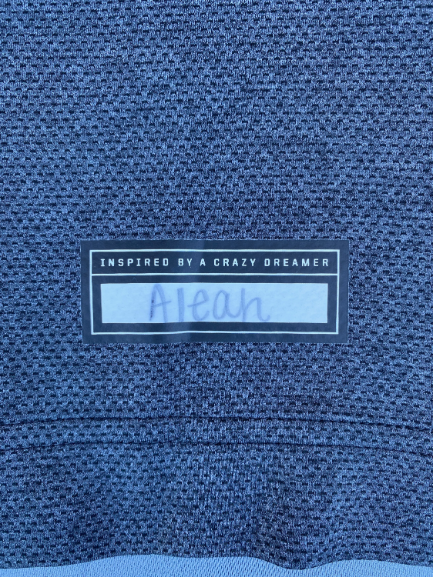 INSPIRED BY A CRAZY DREAMER
Aleah